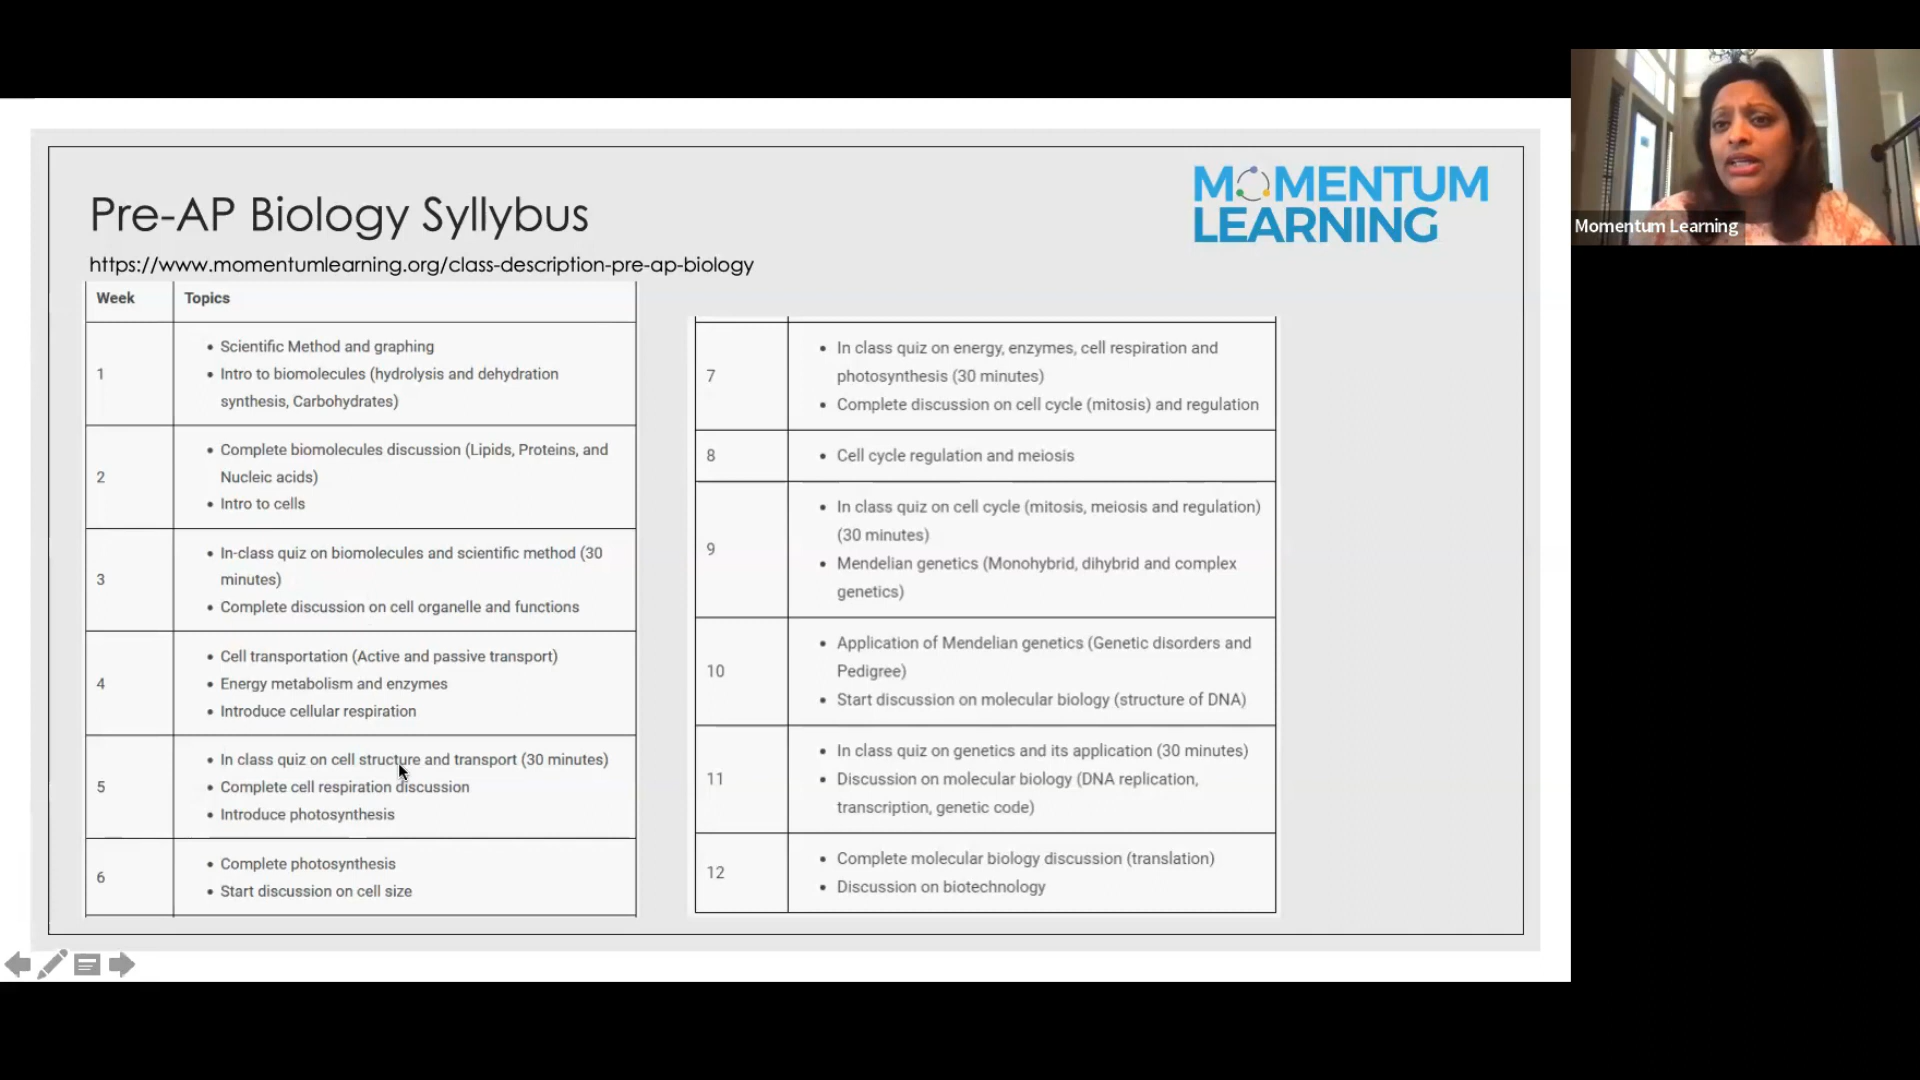 Pre-AP Biology Syllybus
https://www.momentumlearning.org/class-description-pre-ap-biology
MOMENTUM
LEARNING
Momentum Learning
Week Topics
1
• Scientific Method and graphing
• Intro to biomolecules (hydrolysis and dehydration
synthesis, Carbohydrates)
2
• Complete biomolecules discussion (Lipids, Proteins, and
Nucleic acids)
• Intro to cells
3
• In-class quiz on biomolecules and scientific method (30
minutes)
• Complete discussion on cell organelle and functions
4
• Cell transportation (Active and passive transport)
• Energy metabolism and enzymes
• Introduce cellular respiration
5
• In class quiz on cell structure and transport (30 minutes)
• Complete cell respiration discussion
• Introduce photosynthesis
6
• Complete photosynthesis
• Start discussion on cell size
7
• In class quiz on energy, enzymes, cell respiration and
photosynthesis (30 minutes)
• Complete discussion on cell cycle (mitosis) and regulation
8
• Cell cycle regulation and meiosis
9
• In class quiz on cell cycle (mitosis, meiosis and regulation)
(30 minutes)
• Mendelian genetics (Monohybrid, dihybrid and complex
genetics)
10
• Application of Mendelian genetics (Genetic disorders and
Pedigree)
• Start discussion on molecular biology (structure of DNA)
11
• In class quiz on genetics and its application (30 minutes)
• Discussion on molecular biology (DNA replication,
transcription, genetic code)
12
• Complete molecular biology discussion (translation)
• Discussion on biotechnology